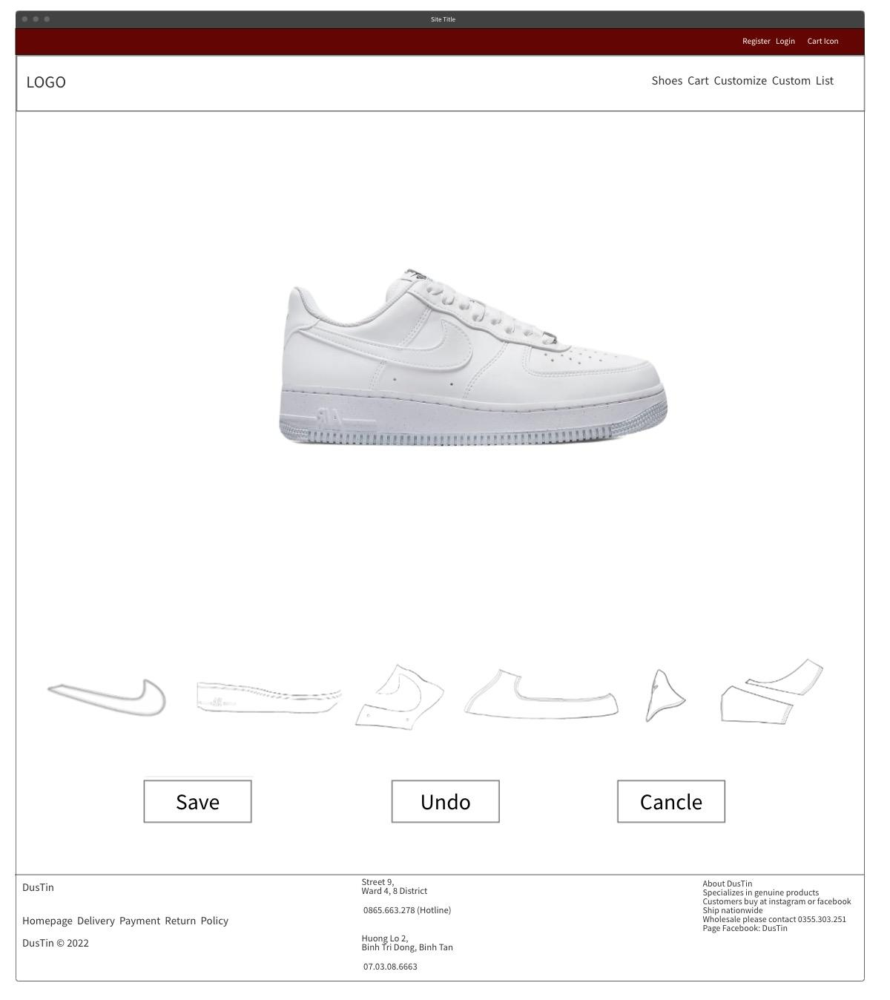 Site Title
Register Login Cart Icon
LOGO
Shoes Cart Customize Custom List
AIR
Save
Undo
Cancle
DusTin
Homepage Delivery Payment Return Policy
DusTin © 2022
Street 9,
Ward 4, 8 District
0865.663.278 (Hotline)
Huong Lo 2,
Binh Tri Dong, Binh Tan
07.03.08.6663
About DusTin
Specializes in genuine products
Customers buy at instagram or facebook
Ship nationwide
Wholesale please contact 0355.303.251
Page Facebook: DusTin